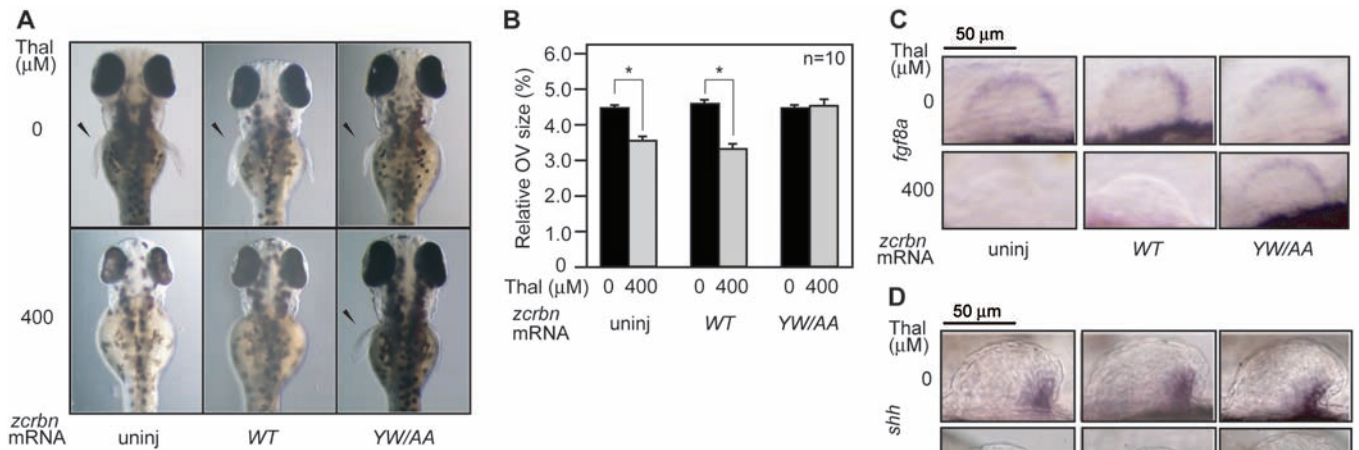 A
Thal
(μM)
0
400
zcrbn
mRNA
uninj
WT
YW/AA
B
Relative OV size (%)
6.0
5.0
4.0
3.0
2.0
1.0
0
n=10
*
*
Thal (μM) 0 400 0 400 0 400
zcrbn
mRNA
uninj
WT
YW/AA
C
50 μm
Thal
(μM)
0
fgf8a
400
zcrbn
mRNA
uninj
WT
YW/AA
D
50 μm
Thal
(μM)
0
shh